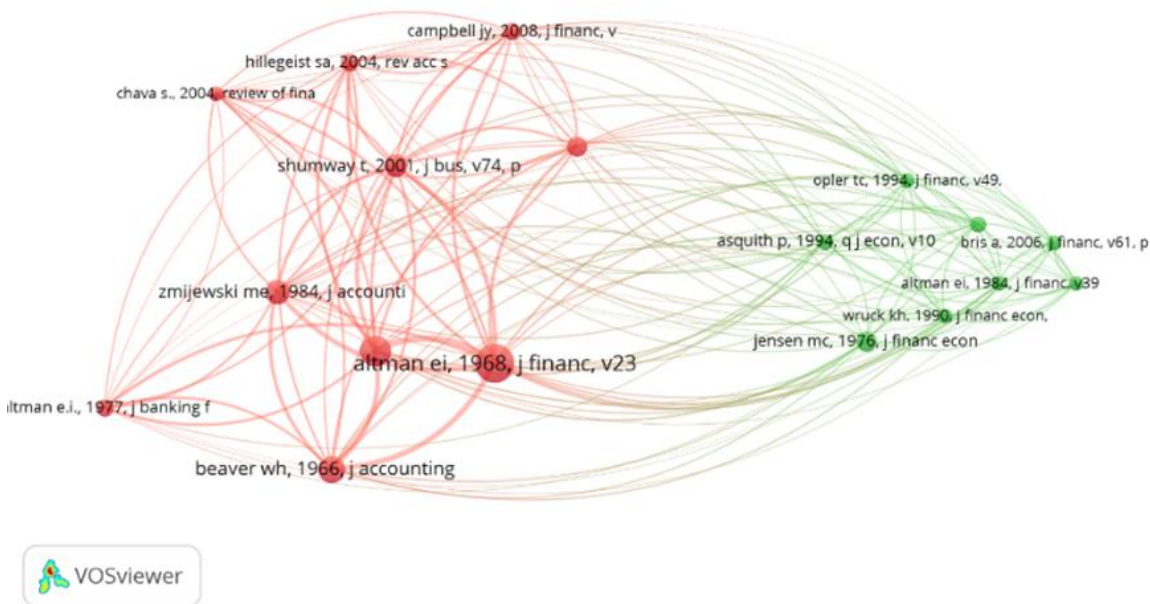 campbell jy, 2008, j financ, v
hillegeist sa, 2004, rev acc s
chava s., 2004, review of fina
shumway t, 2001, j bus, v74, p
opler tc, 1994, j financ, v49,
asquith p, 1994, q j econ, v10
bris a, 2006, j financ, v61, p
altman ei, 1984, j financ, v39
zmijewski me, 1984, j accounti
wruck kh, 1990, j financ econ,
jensen mc, 1976, j financ econ
altman ei, 1968, j financ, v23
ltman e.i., 1977, j banking f
beaver wh, 1966, j accounting
VOSviewer